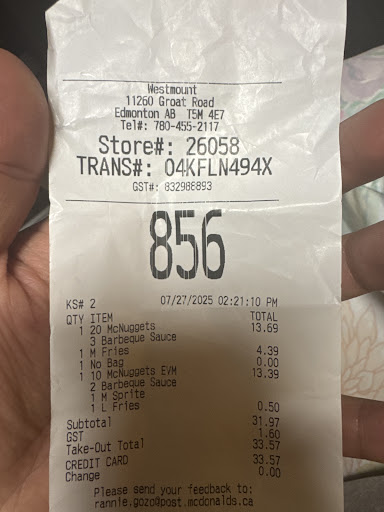 Westmount
11260 Groat Road
Edmonton AB T5M 4E7
Tel#: 780-455-2117
Store#: 26058
TRANS#: 04KFLN494X
GST#: 832988893
856
KS# 2 07/27/2025 02:21:10 PM
QTY ITEM TOTAL
1 20 McNuggets 13.69
3 Barbeque Sauce
1 M Fries 4.39
1 No Bag 0.00
1 10 McNuggets EVM 13.39
2 Barbeque Sauce
1 M Sprite
1 L Fries 0.50
Subtotal 31.97
GST 1.60
Take-Out Total 33.57
CREDIT CARD 33.57
Change 0.00
Please send your feedback to:
rannie.gozo@post.mcdonalds.ca